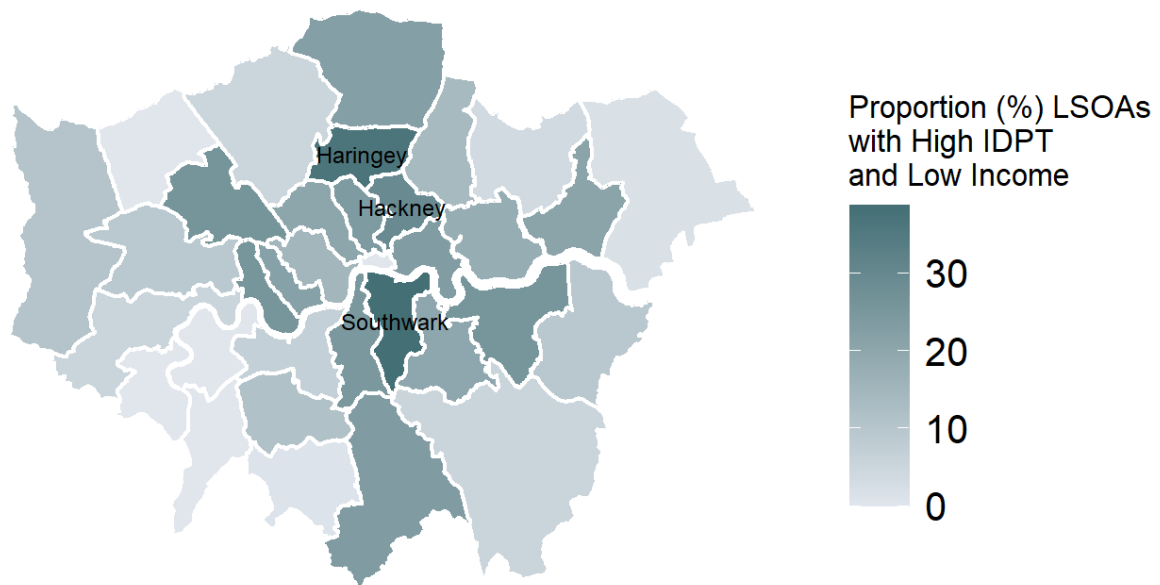 Haringey
Hackney
Southwark
Proportion (%) LSOAs
with High IDPT
and Low Income
30
20
10
0